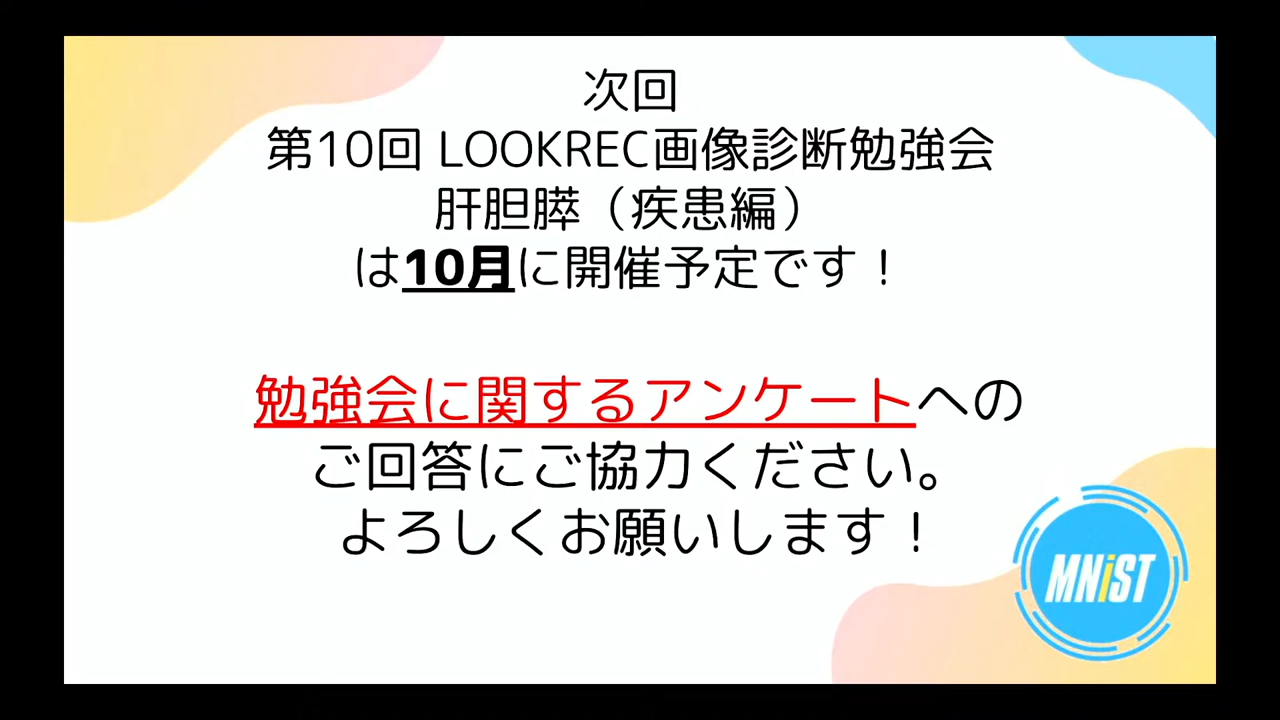 次回
第10回 LOOKREC画像診断勉強会
肝胆膵（疾患編）
は10月に開催予定です！
勉強会に関するアンケートへの
ご回答にご協力ください。
よろしくお願いします！
MNiST